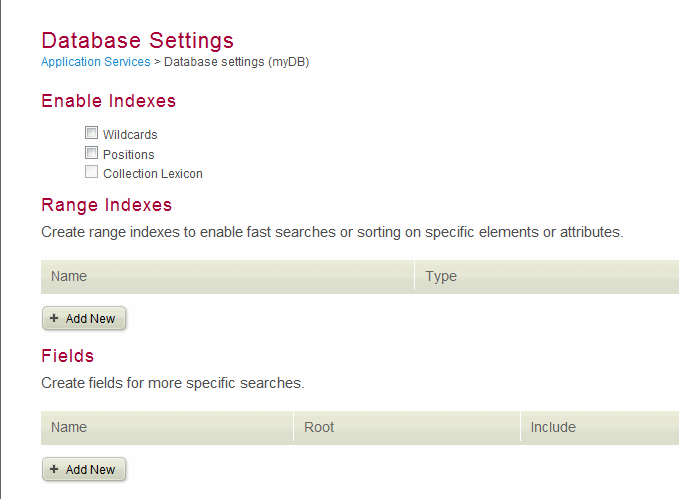 Database Settings
Application Services > Database settings (myDB)
Enable Indexes
Wildcards
Positions
Collection Lexicon
Range Indexes
Create range indexes to enable fast searches or sorting on specific elements or attributes.
Name Type
+ Add New
Fields
Create fields for more specific searches.
Name Root Include
+ Add New